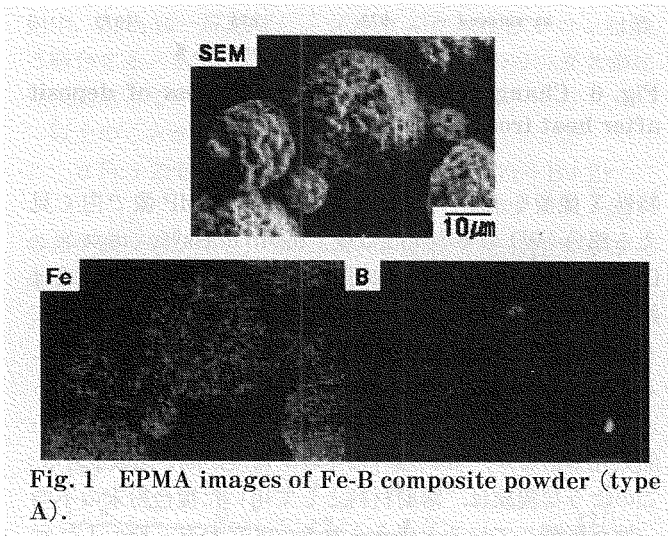 SEM
10μm
Fe
B
Fig. 1 EPMA images of Fe-B composite powder (type
A).